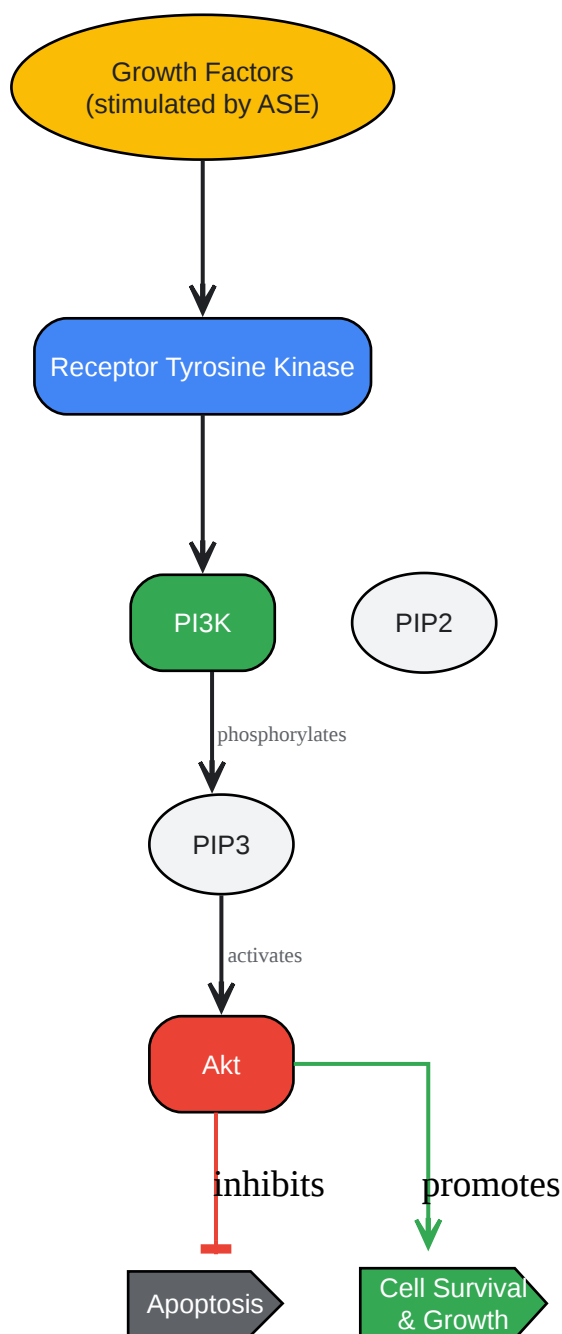 Growth Factors
(stimulated by ASE)
Receptor Tyrosine Kinase
PI3K
PIP2
phosphorylates
PIP3
activates
Akt
inhibits
promotes
Apoptosis
Cell Survival
& Growth